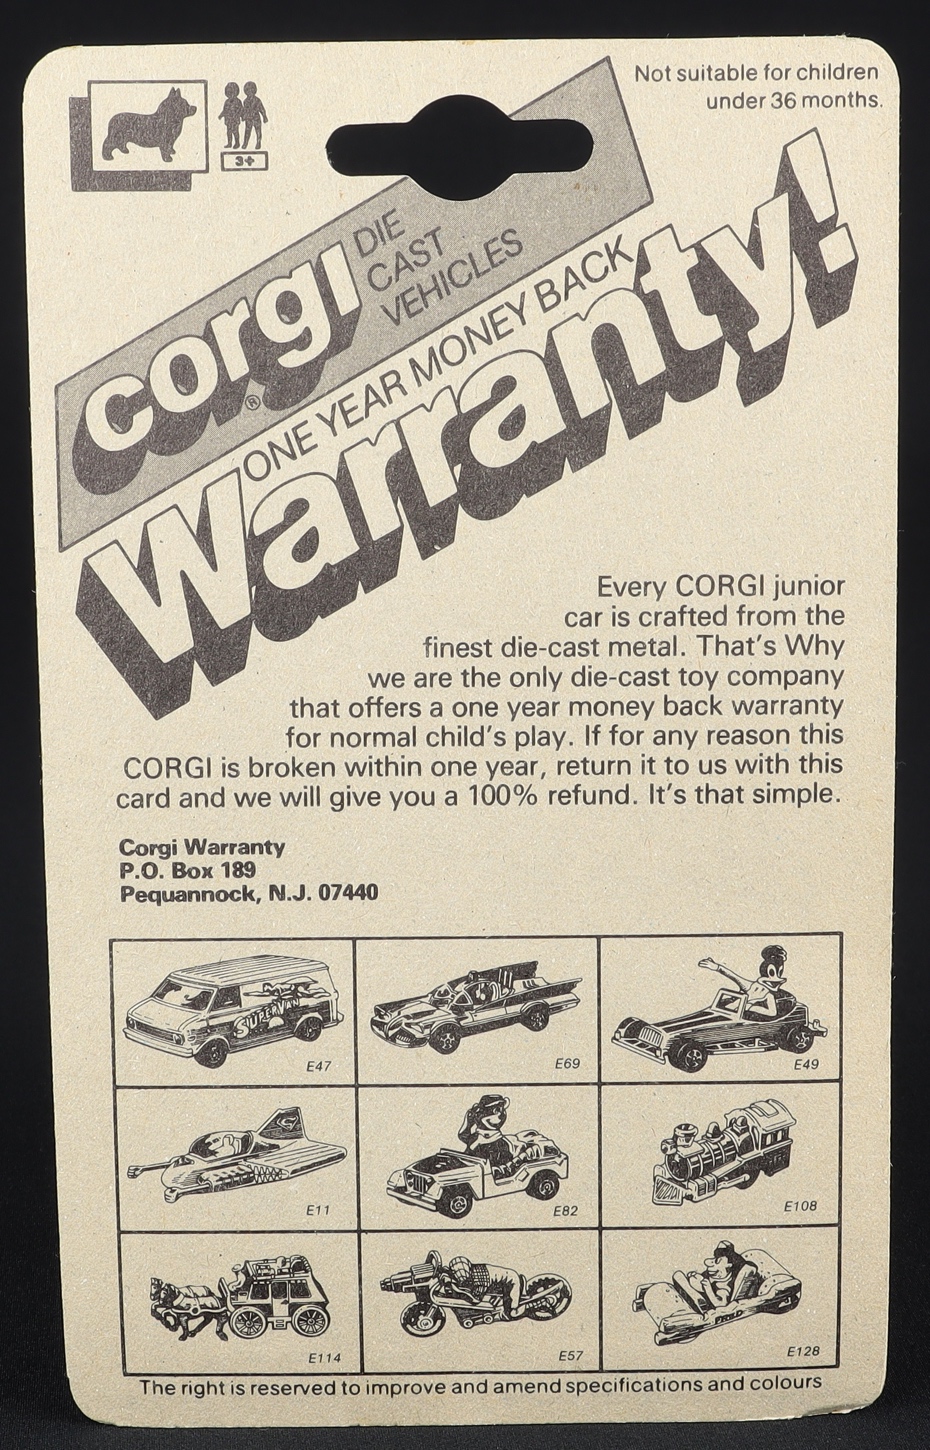 Not suitable for children
under 36 months.
3+
corgi®
DIE
CAST
VEHICLES
ONE YEAR MONEY BACK
Warranty!
Every CORGI junior
car is crafted from the
finest die-cast metal. That's Why
we are the only die-cast toy company
that offers a one year money back warranty
for normal child's play. If for any reason this
CORGI is broken within one year, return it to us with this
card and we will give you a 100% refund. It's that simple.
Corgi Warranty
P.O. Box 189
Pequannock, N.J. 07440
SUPERVAN
E47
E69
E49
E11
E82
E108
E114
E57
E128
The right is reserved to improve and amend specifications and colours